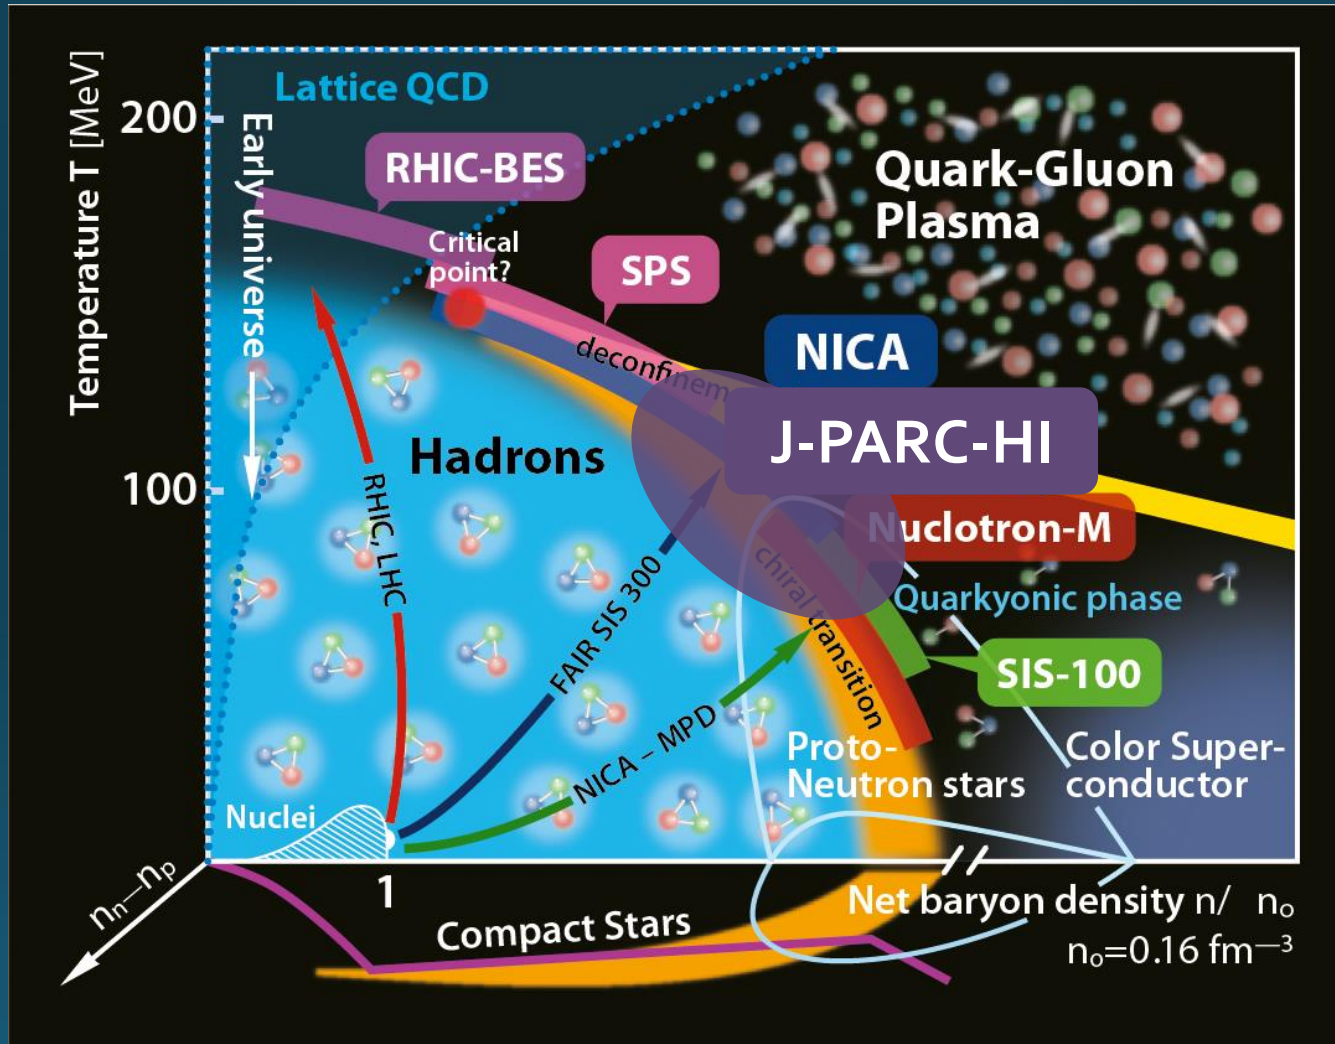 Temperature T [MeV]
200
100
Lattice QCD
Early universe
RHIC-BES
Critical
point?
SPS
Quark-Gluon
Plasma
NICA
deconfinem
J-PARC-HI
Hadrons
RHIC, LHC
Nuclotron-M
FAIR SIS 300
chiral transition
Quarkyonic phase
SIS-100
NICA – MPD
Proto-
Neutron stars
Color Super-
conductor
Nuclei
nn–np
1
Compact Stars
Net baryon density n/ no
no=0.16 fm—3